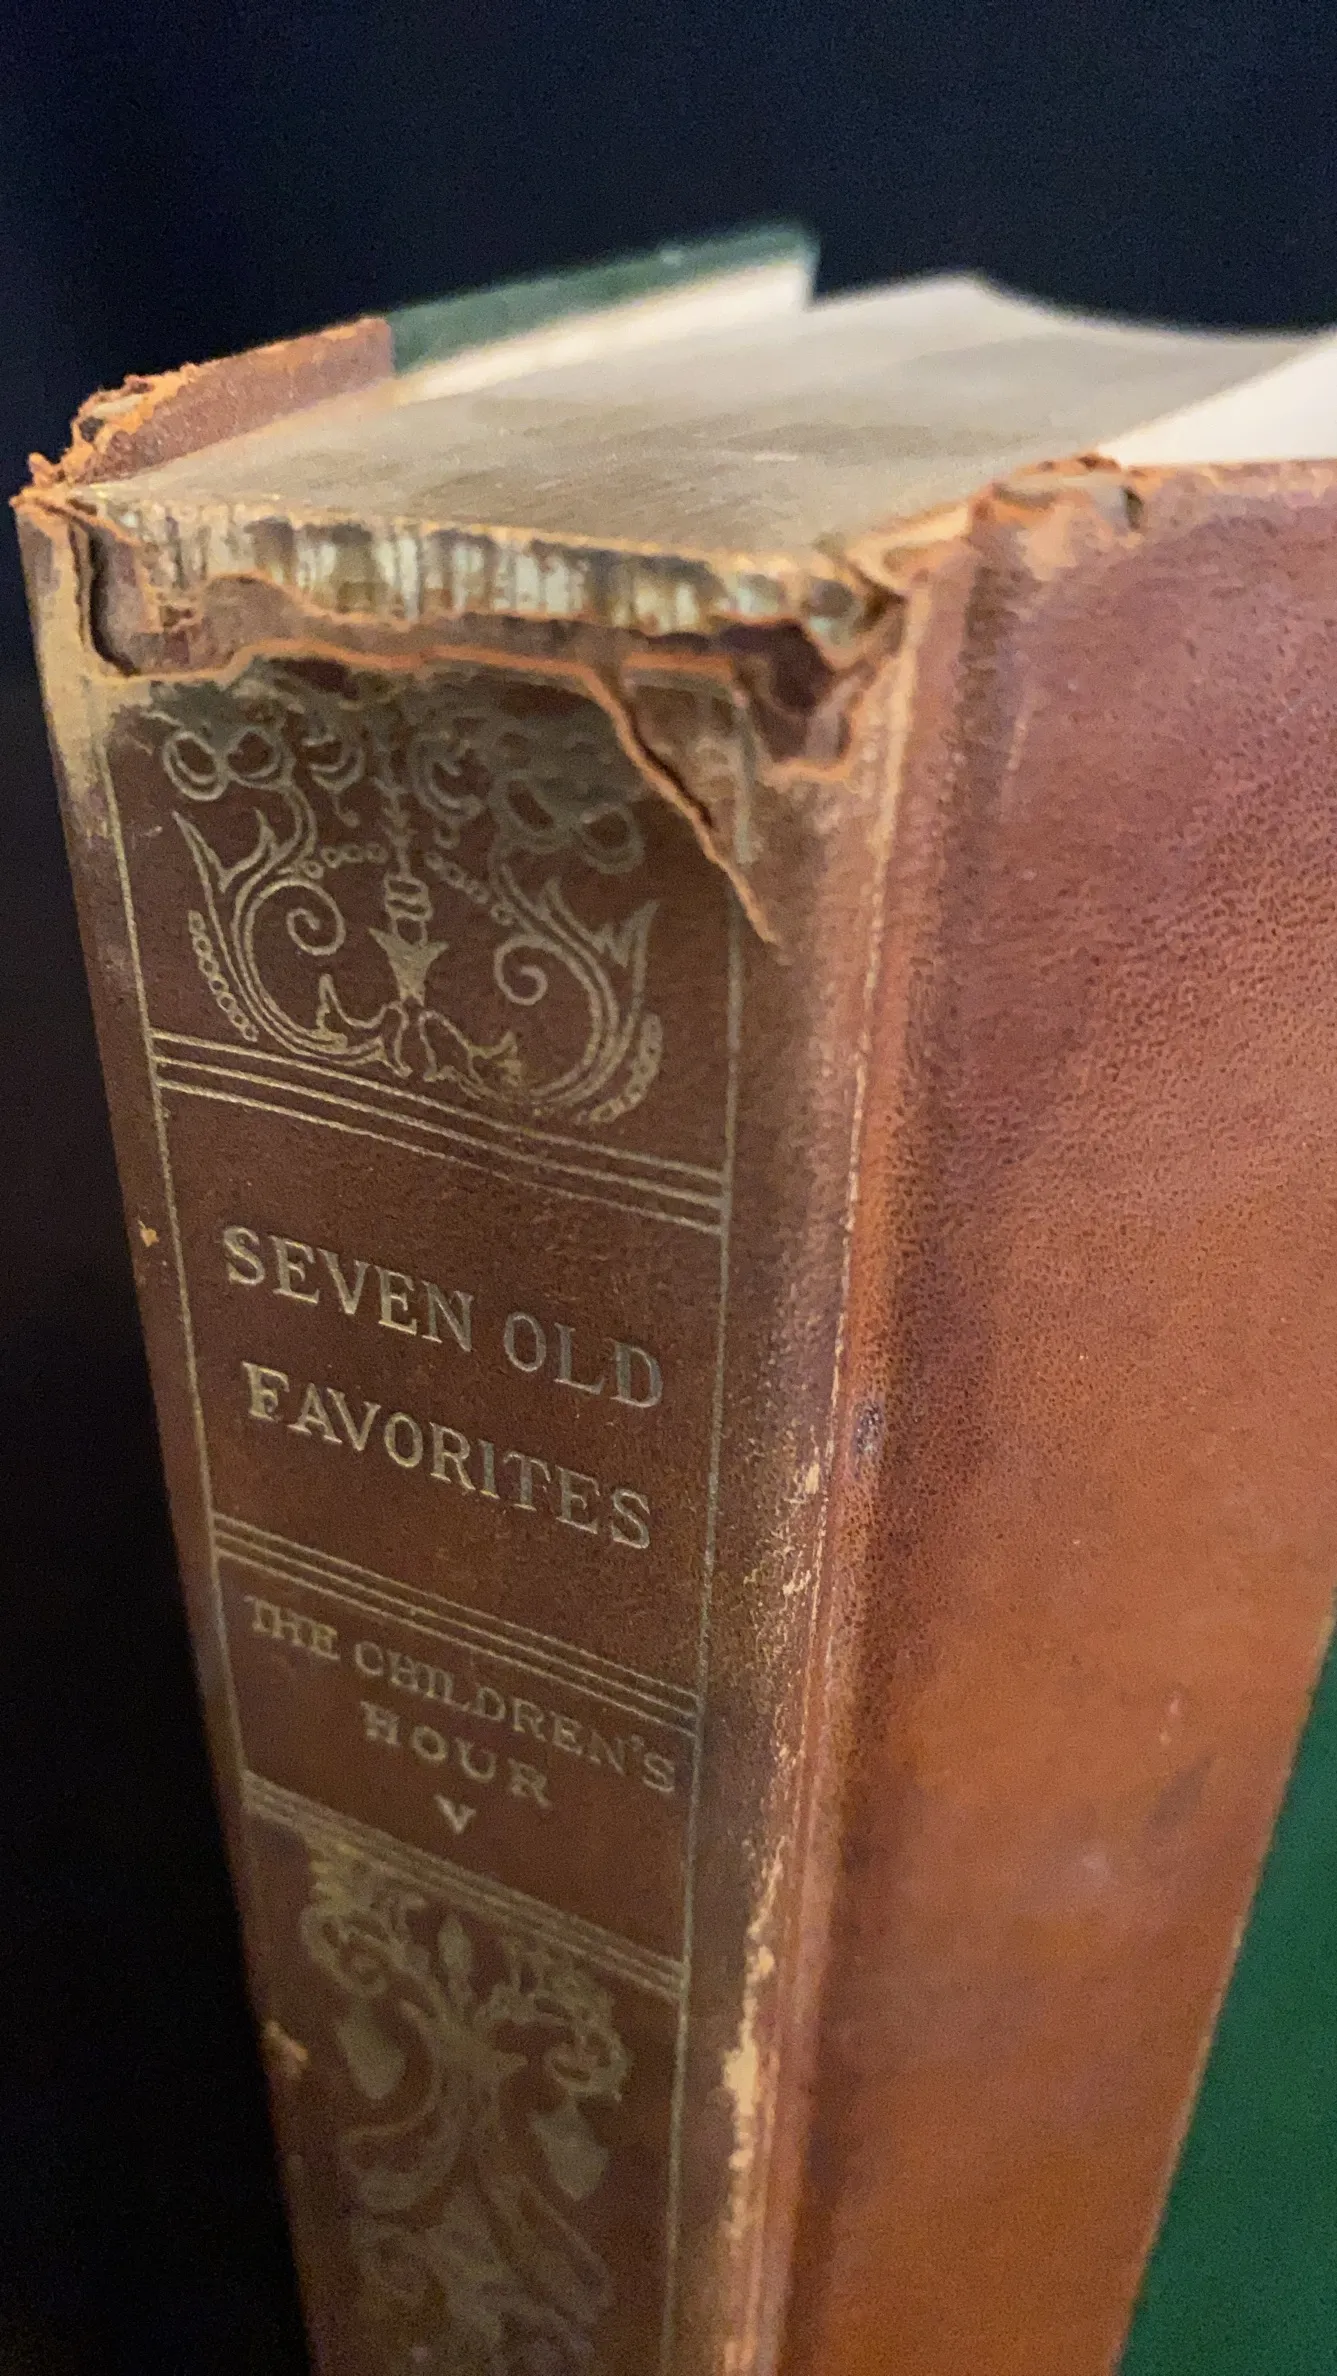 SEVEN OLD
FAVORITES
THE CHILDREN'S
HOUR
V